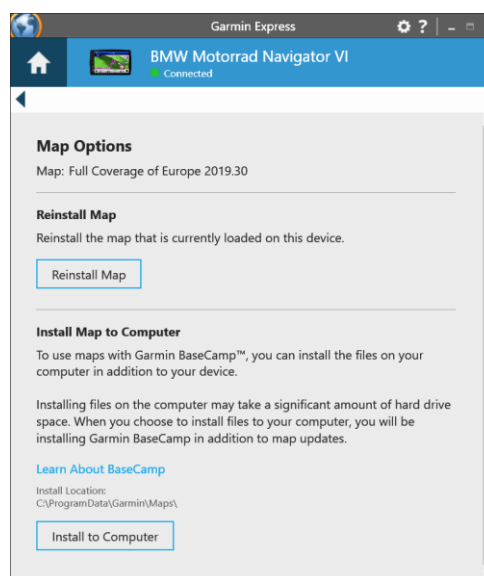 Garmin Express
?
BMW Motorrad Navigator VI
Connected
Map Options
Map: Full Coverage of Europe 2019.30
Reinstall Map
Reinstall the map that is currently loaded on this device.
Reinstall Map
Install Map to Computer
To use maps with Garmin BaseCamp™, you can install the files on your
computer in addition to your device.
Installing files on the computer may take a significant amount of hard drive
space. When you choose to install files to your computer, you will be
installing Garmin BaseCamp in addition to map updates.
Learn About BaseCamp
Install Location:
C:\ProgramData\Garmin\Maps\
Install to Computer